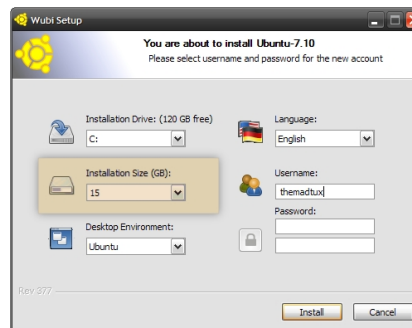 Wubi Setup
You are about to install Ubuntu-7.10
Please select username and password for the new account
Installation Drive: (120 GB free)
C:
Installation Size (GB):
15
Desktop Environment:
Ubuntu
Language:
English
Username:
themadtux
Password:
Rev 377
Install
Cancel